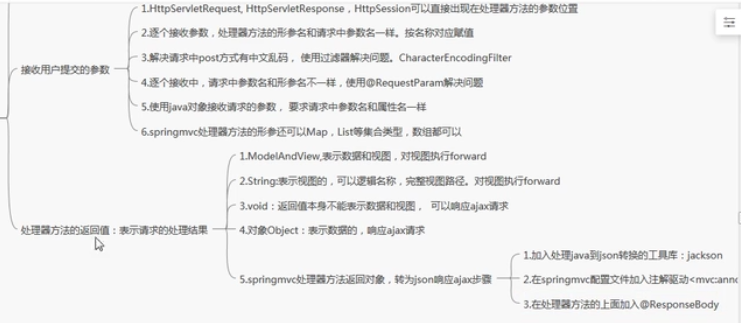 1.HttpServletRequest, HttpServletResponse，HttpSession可以直接出现在处理器方法的参数位置
2.逐个接收参数，处理器方法的形参名和请求中参数名一样。按名称对应赋值
3.解决请求中post方式有中文乱码， 使用过滤器解决问题。CharacterEncodingFilter
接收用户提交的参数
4.逐个接收中，请求中参数名和形参名不一样，使用@RequestParam解决问题
5.使用java对象接收请求的参数， 要求请求中参数名和属性名一样
6.springmvc处理器方法的形参还可以Map，List等集合类型，数组都可以
1.ModelAndView,表示数据和视图，对视图执行forward
2.String:表示视图的，可以逻辑名称，完整视图路径。对视图执行forward
3.void：返回值本身不能表示数据和视图， 可以响应ajax请求
处理器方法的返回值：表示请求的处理结果
4.对象Object：表示数据的，响应ajax请求
5.springmvc处理器方法返回对象，转为json响应ajax步骤
1.加入处理java到json转换的工具库：jackson
2.在springmvc配置文件加入注解驱动<mvc:anno
3.在处理器方法的上面加入@ResponseBody